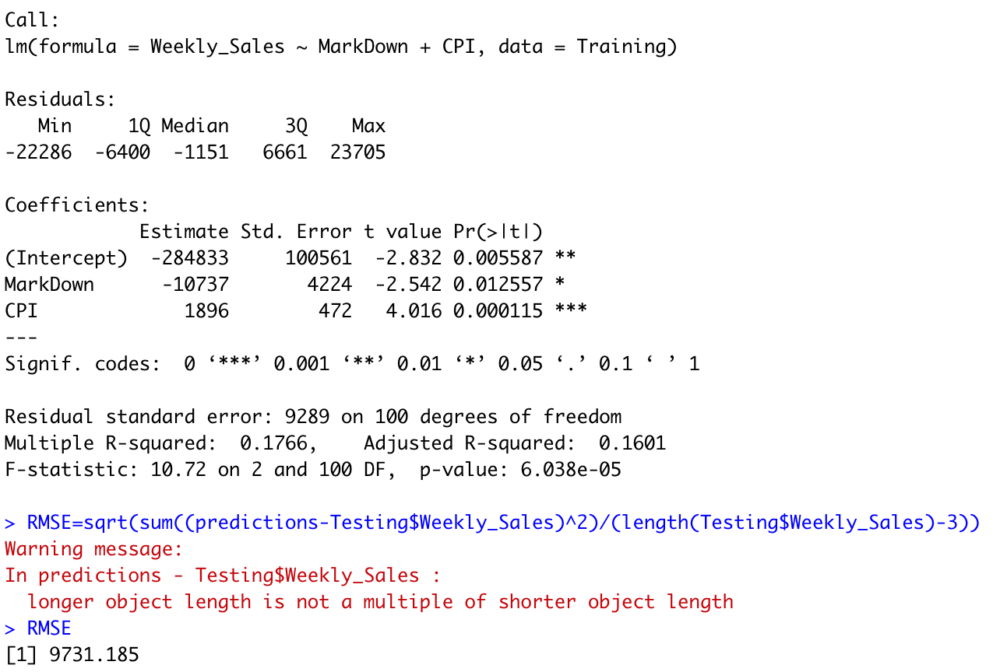 Call:
lm(formula = Weekly_Sales ~ MarkDown + CPI, data = Training)
Residuals:
   Min     1Q Median     3Q    Max
-22286  -6400  -1151   6661  23705
Coefficients:
            Estimate Std. Error t value Pr(>|t|)
(Intercept)  -284833     100561  -2.832 0.005587 **
MarkDown      -10737       4224  -2.542 0.012557 *
CPI             1896        472   4.016 0.000115 ***
---
Signif. codes:  0 ‘***’ 0.001 ‘**’ 0.01 ‘*’ 0.05 ‘.’ 0.1 ‘ ’ 1
Residual standard error: 9289 on 100 degrees of freedom
Multiple R-squared:  0.1766,    Adjusted R-squared:  0.1601
F-statistic: 10.72 on 2 and 100 DF,  p-value: 6.038e-05
> RMSE=sqrt(sum((predictions-Testing$Weekly_Sales)^2)/(length(Testing$Weekly_Sales)-3))
Warning message:
In predictions - Testing$Weekly_Sales :
  longer object length is not a multiple of shorter object length
> RMSE
[1] 9731.185